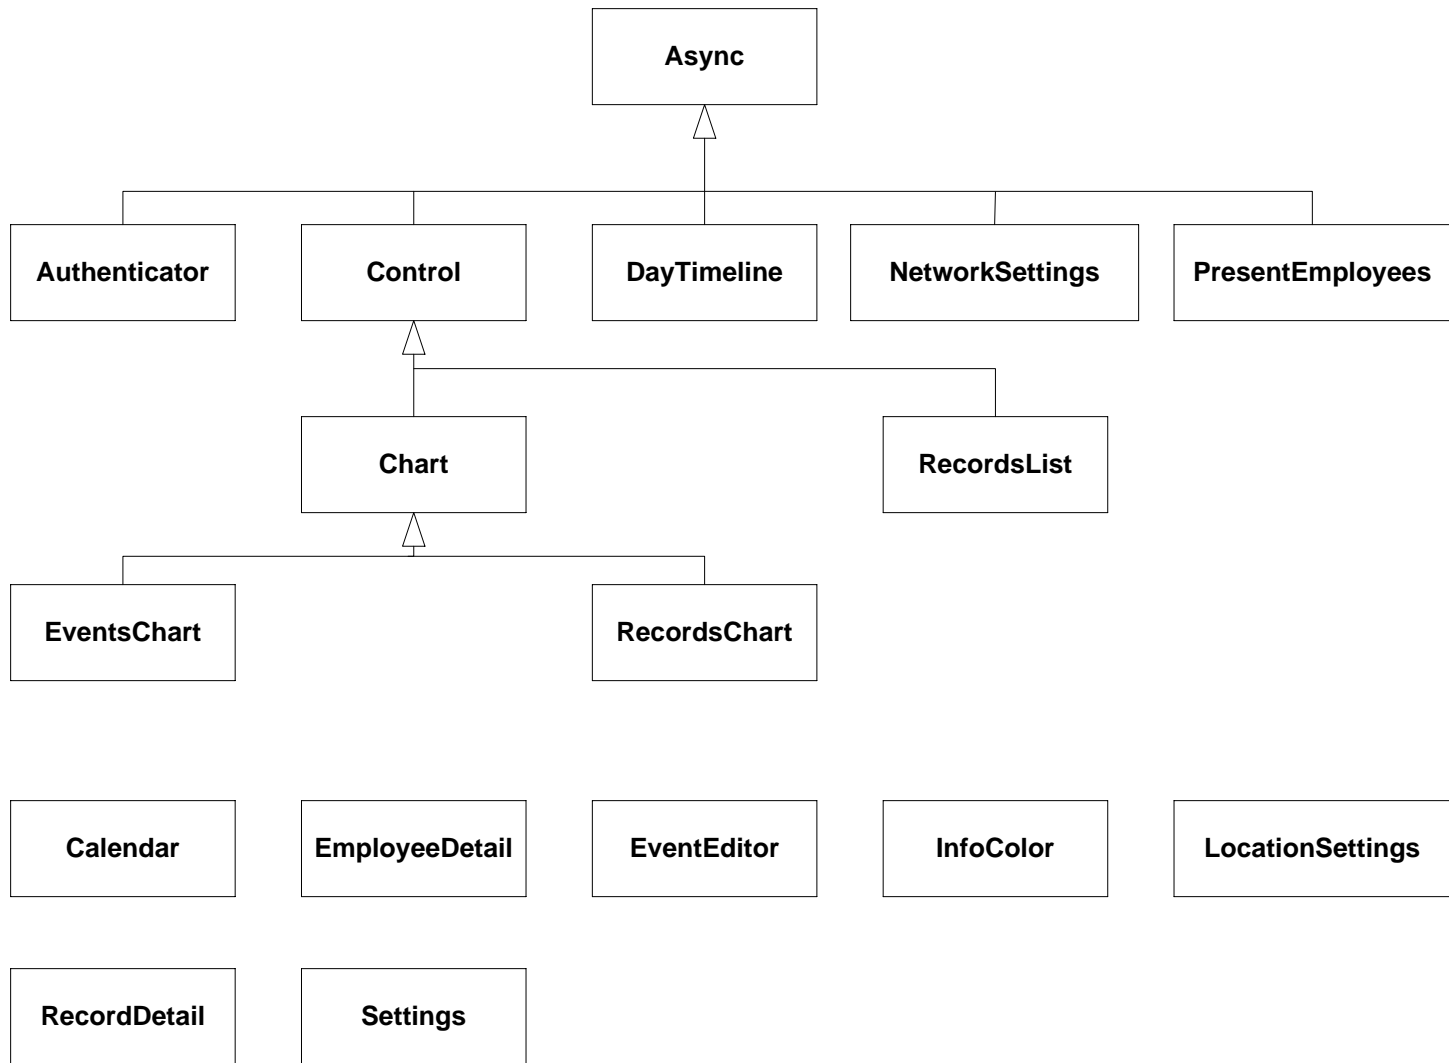 Async
Authenticator
Control
DayTimeline
NetworkSettings
PresentEmployees
Chart
RecordsList
EventsChart
RecordsChart
Calendar
EmployeeDetail
EventEditor
InfoColor
LocationSettings
RecordDetail
Settings